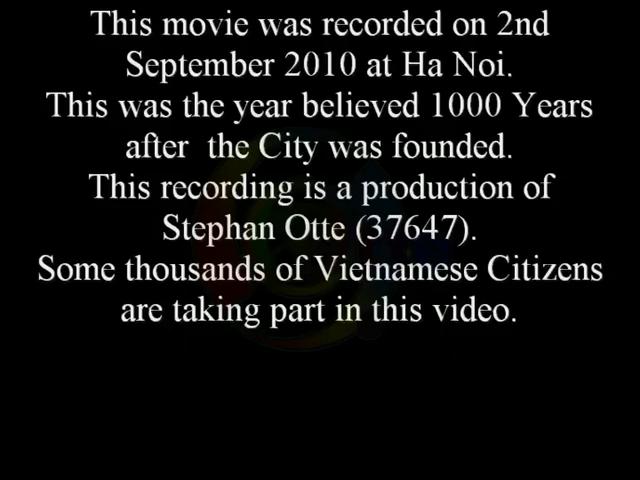 This movie was recorded on 2nd
September 2010 at Ha Noi.
This was the year believed 1000 Years
after  the City was founded.
This recording is a production of
Stephan Otte (37647).
Some thousands of Vietnamese Citizens
are taking part in this video.